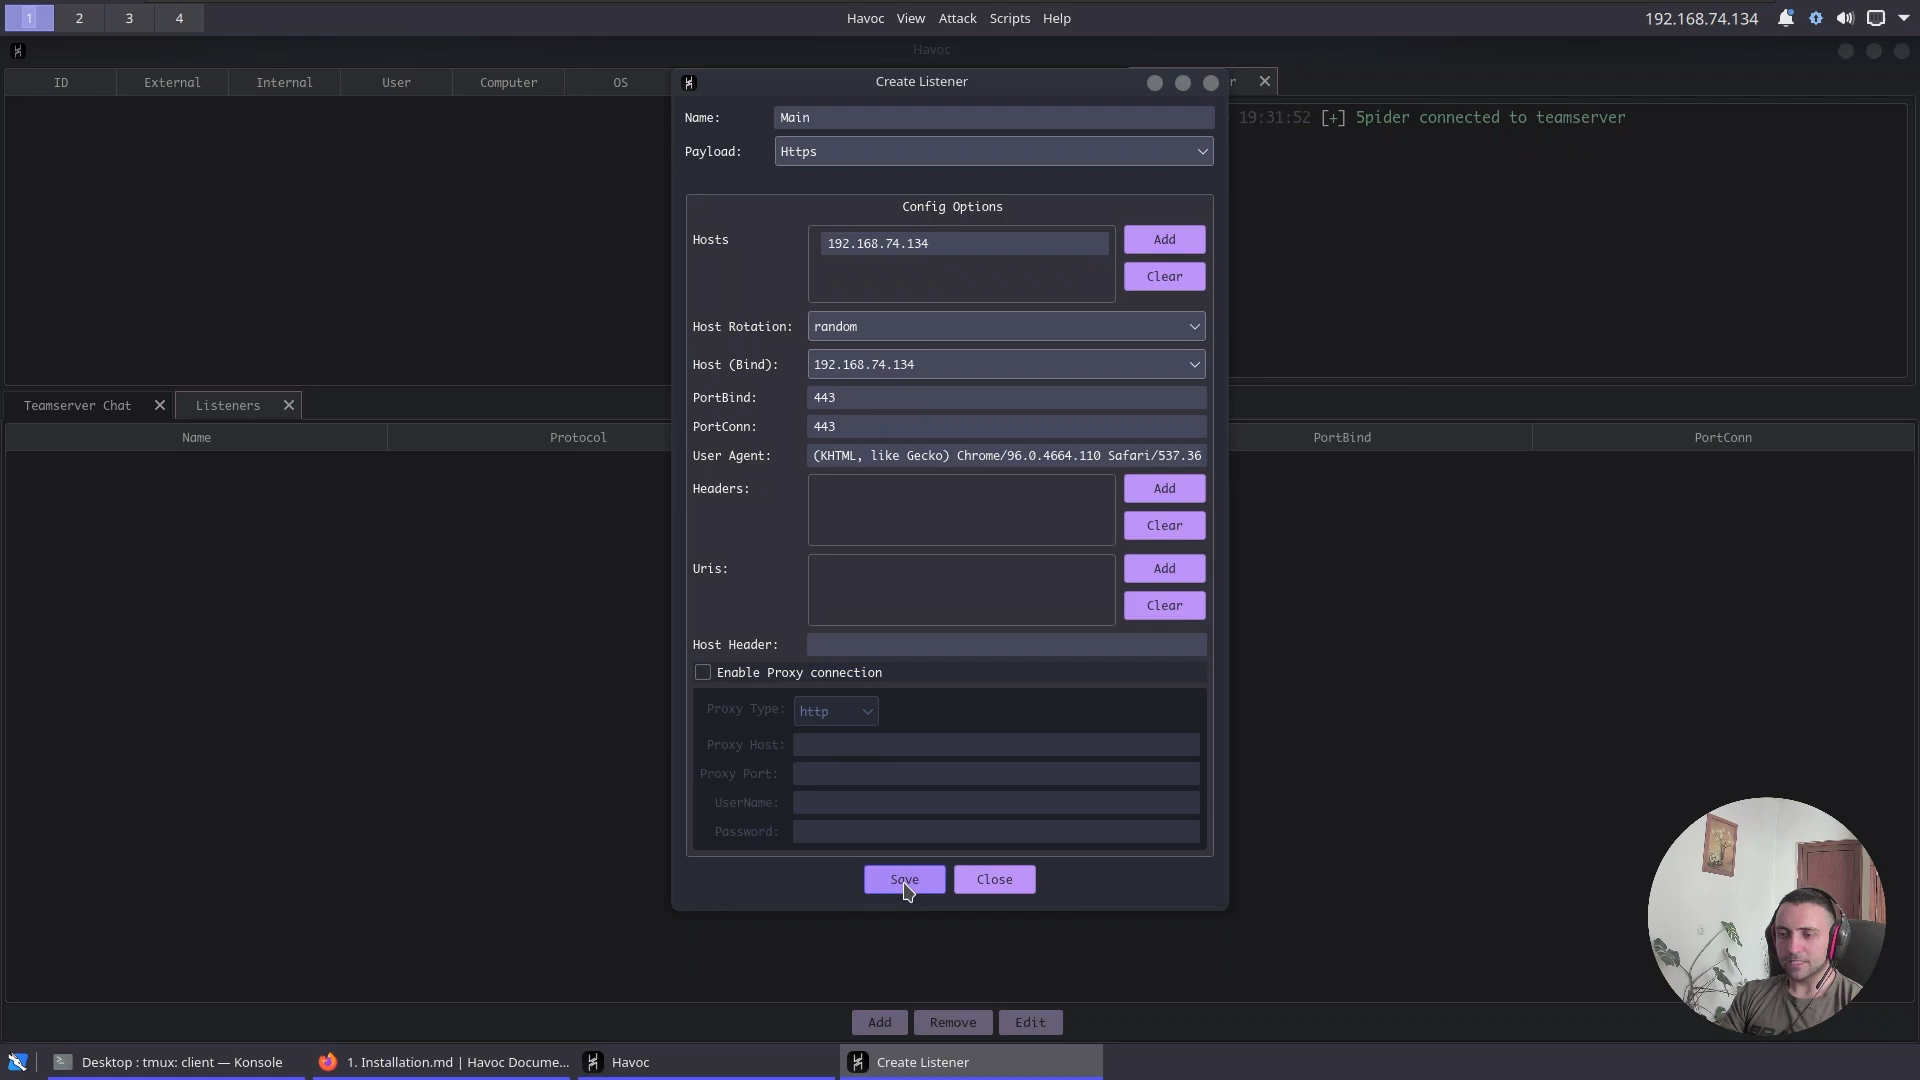 1 2 3 4
Havoc View Attack Scripts Help
192.168.74.134
Havoc
ID External Internal User Computer OS
Create Listener
Name: Main
19:31:52 [+] 5pider connected to teamserver
Payload: Https
Config Options
Hosts 192.168.74.134 Add
Clear
Host Rotation: random
Host (Bind): 192.168.74.134
PortBind: 443
Teamserver Chat Listeners
PortConn: 443
Name Protocol PortBind PortConn
User Agent: (KHTML, like Gecko) Chrome/96.0.4664.110 Safari/537.36
Headers: Add
Clear
Uris: Add
Clear
Host Header:
Enable Proxy connection
Proxy Type: http
Proxy Host:
Proxy Port:
UserName:
Password:
Save Close
Add Remove Edit
Desktop : tmux: client — Konsole 1. Installation.md | Havoc Docume... Havoc Create Listener